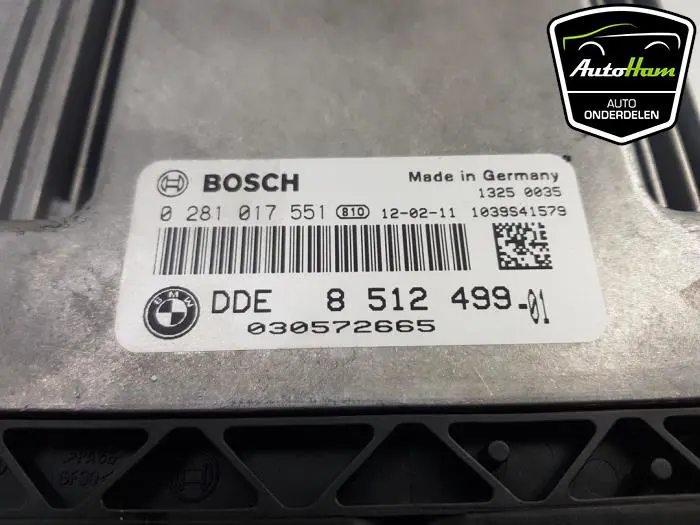 AutoHam
AUTO
ONDERDELEN
BOSCH
Made in Germany
1325 0035
0 281 017 551 810 12-02-11 1039S41579
BMW DDE 8 512 499-01
030572665